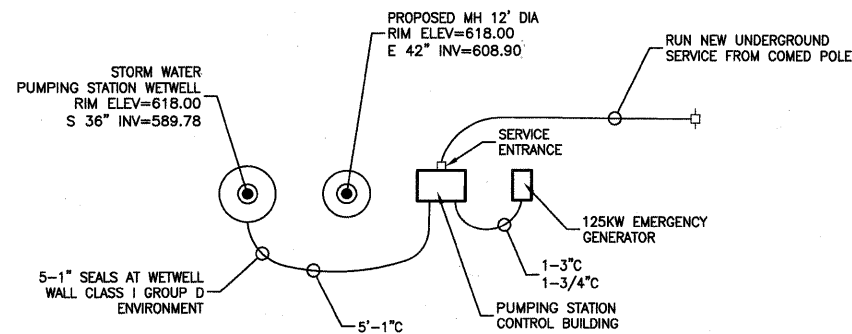 PROPOSED MH 12' DIA
RIM ELEV=618.00
E 42" INV=608.90
RUN NEW UNDERGROUND
SERVICE FROM COMED POLE
STORM WATER
PUMPING STATION WETWELL
RIM ELEV=618.00
S 36" INV=589.78
SERVICE
ENTRANCE
125KW EMERGENCY
GENERATOR
5-1" SEALS AT WETWELL
WALL CLASS I GROUP D
ENVIRONMENT
1-3"C
1-3/4"C
5'-1"C
PUMPING STATION
CONTROL BUILDING